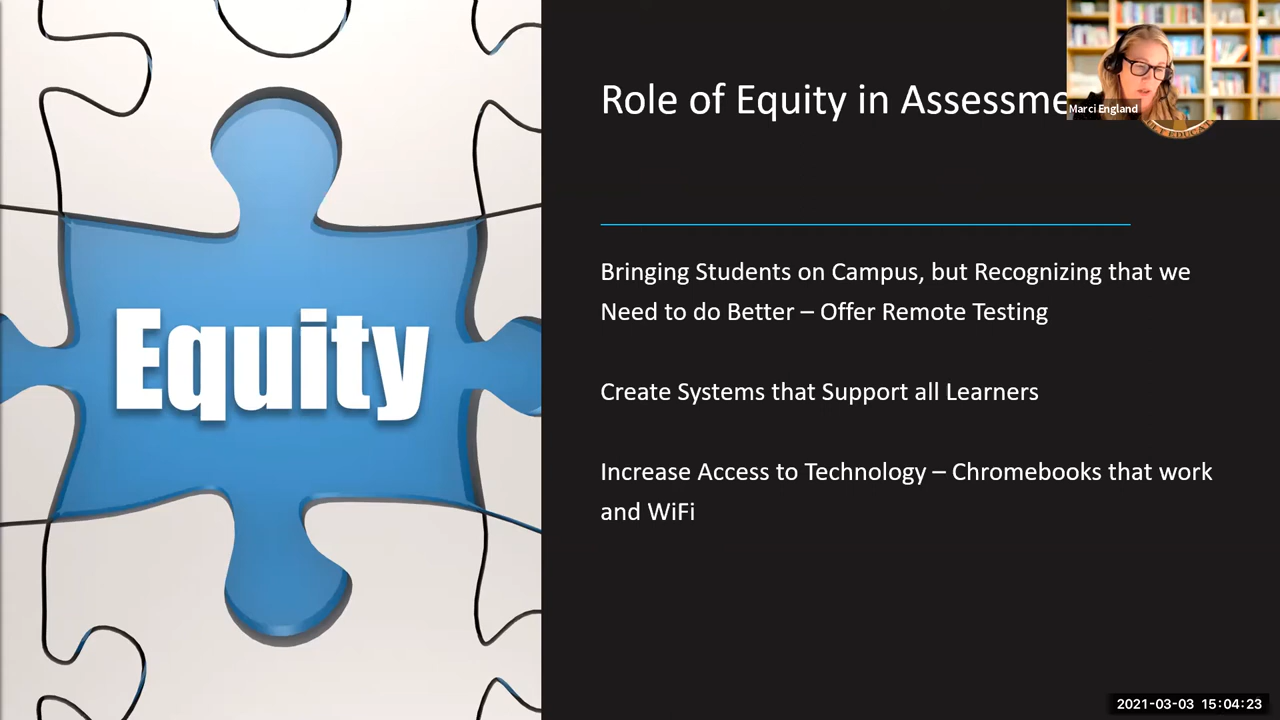 Role of Equity in Assessme
Marci England
Equity
Bringing Students on Campus, but Recognizing that we
Need to do Better – Offer Remote Testing
Create Systems that Support all Learners
Increase Access to Technology – Chromebooks that work
and WiFi
2021-03-03 15:04:23